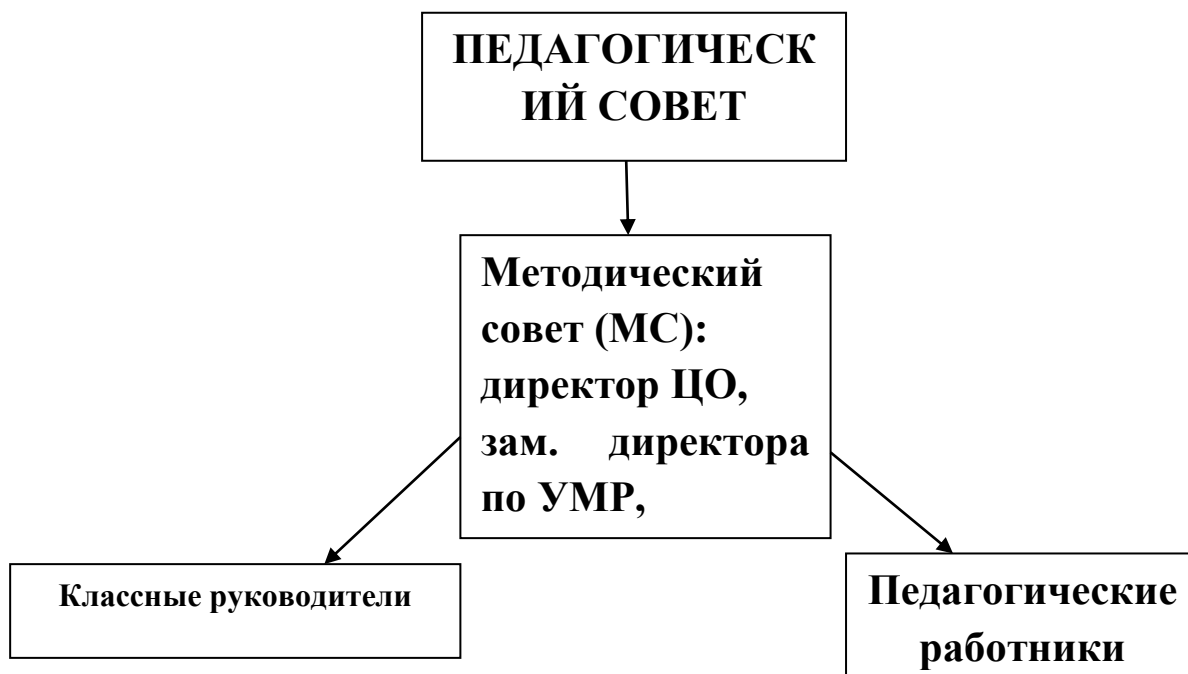 ПЕДАГОГИЧЕСК
ИЙ СОВЕТ
Методический
совет (МС):
директор ЦО,
зам. директора
по УМР,
Классные руководители
Педагогические
работники